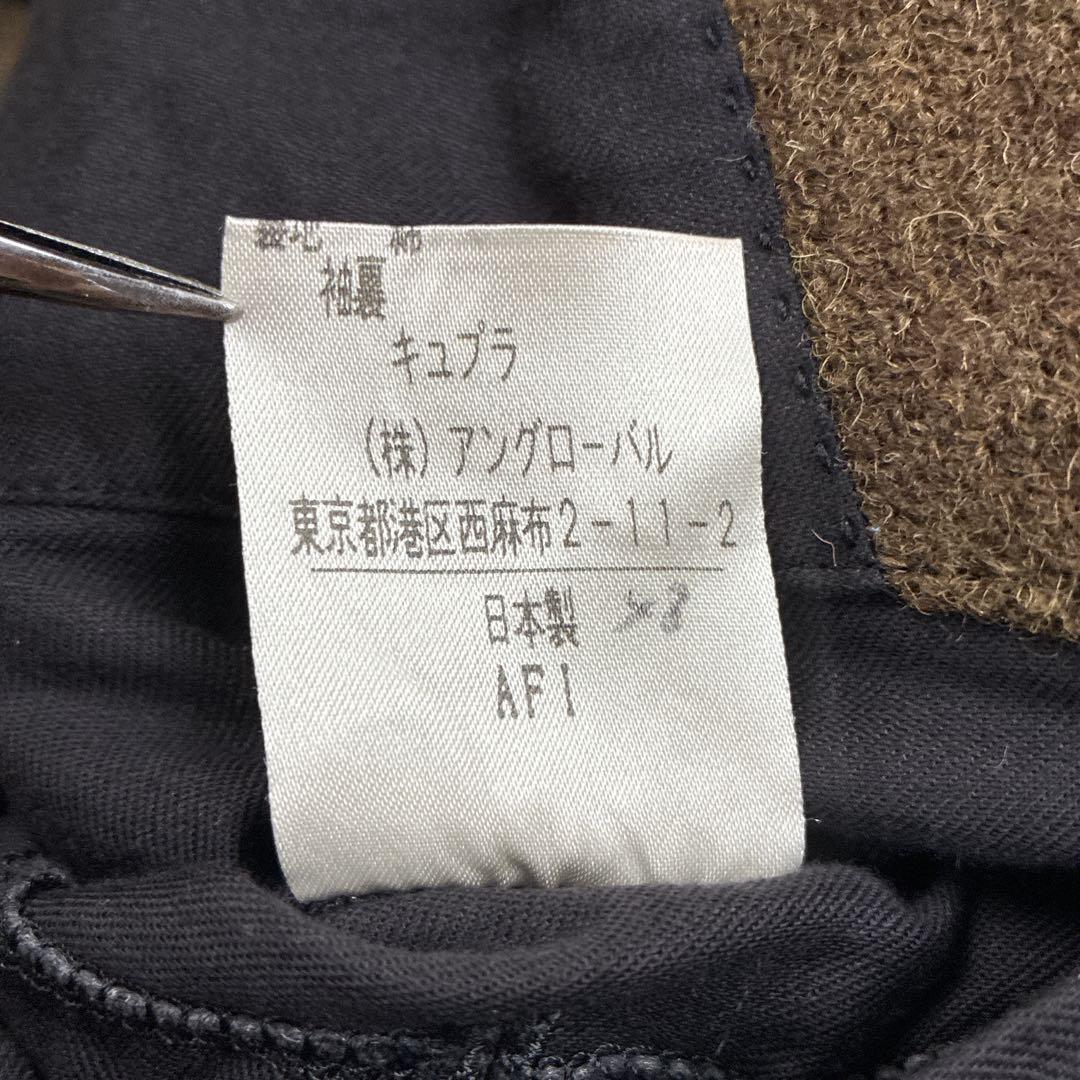 袖裏
キュプラ
(株)アングローバル
東京都港区西麻布2-11-2
日本製
AFI